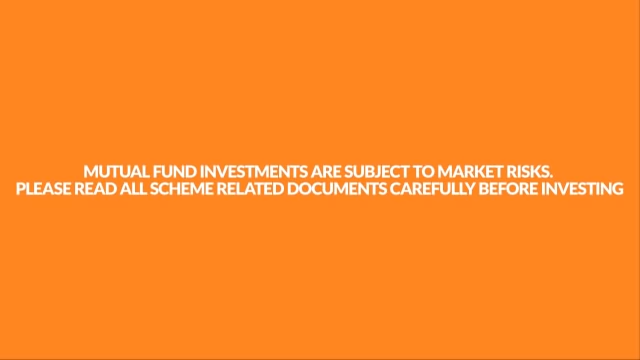 MUTUAL FUND INVESTMENTS ARE SUBJECT TO MARKET RISKS.
PLEASE READ ALL SCHEME RELATED DOCUMENTS CAREFULLY BEFORE INVESTING